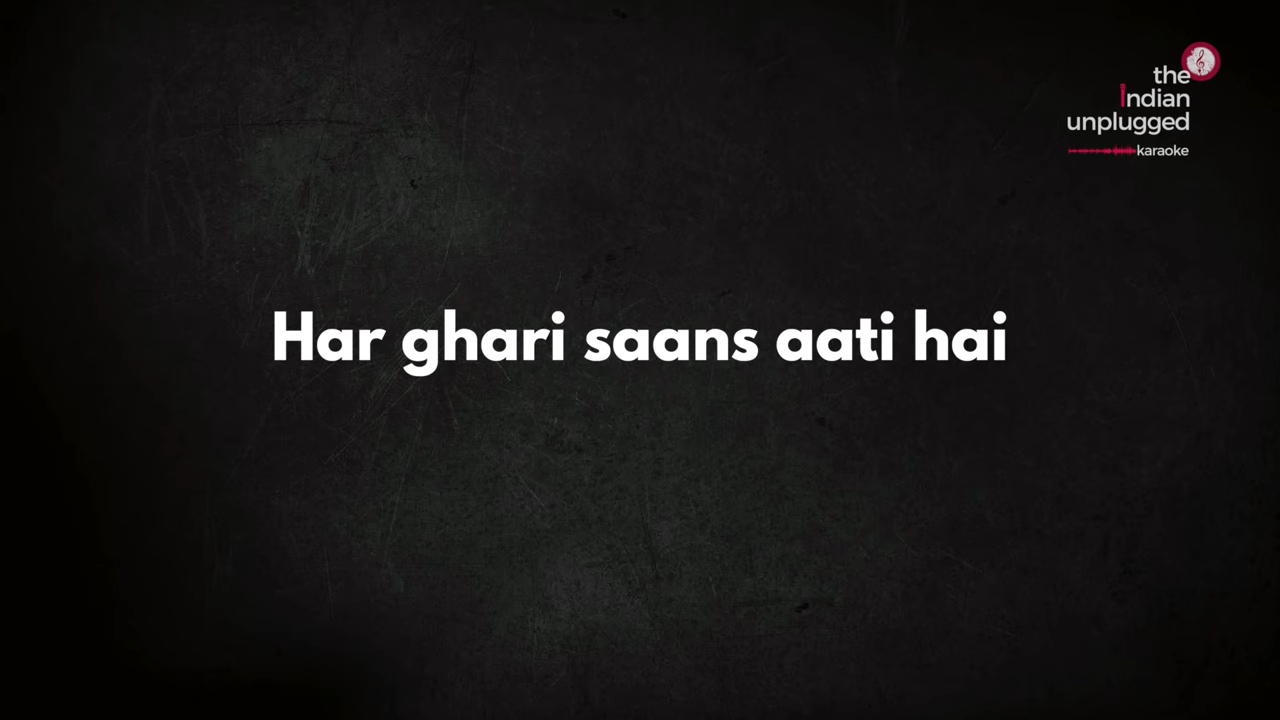 the
indian
unplugged
karaoke
Har ghari saans aati hai